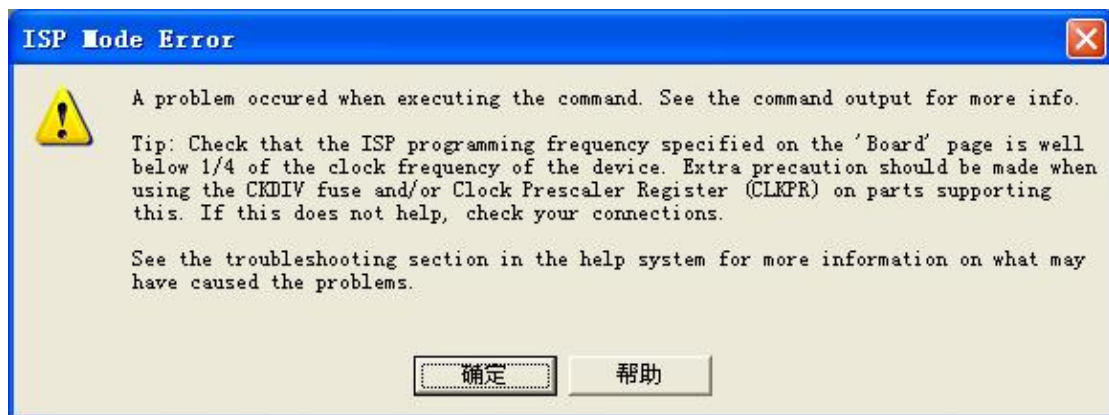 ISP Mode Error
A problem occured when executing the command. See the command output for more info.
Tip: Check that the ISP programming frequency specified on the 'Board' page is well
below 1/4 of the clock frequency of the device. Extra precaution should be made when
using the CKDIV fuse and/or Clock Prescaler Register (CLKPR) on parts supporting
this. If this does not help, check your connections.
See the troubleshooting section in the help system for more information on what may
have caused the problems.
确定 帮助